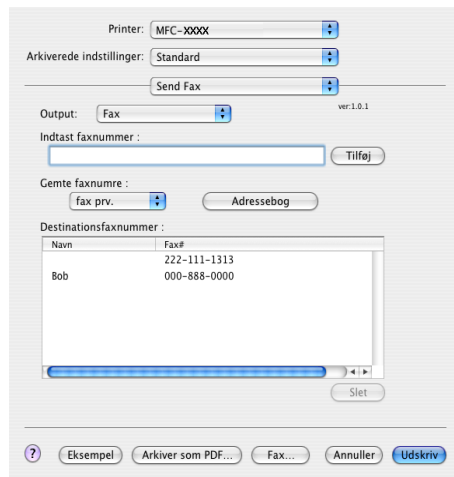 Printer: MFC-XXXX
Arkiverede indstillinger: Standard
Send Fax
ver:1.0.1
Output: Fax
Indtast faxnummer :
Tilføj
Gemte faxnumre :
fax prv. Adressebog
Destinationsfaxnummer :
Navn Fax#
222-111-1313
Bob 000-888-0000
Slet
? Eksempel Arkiver som PDF... Fax... Annuller Udskriv